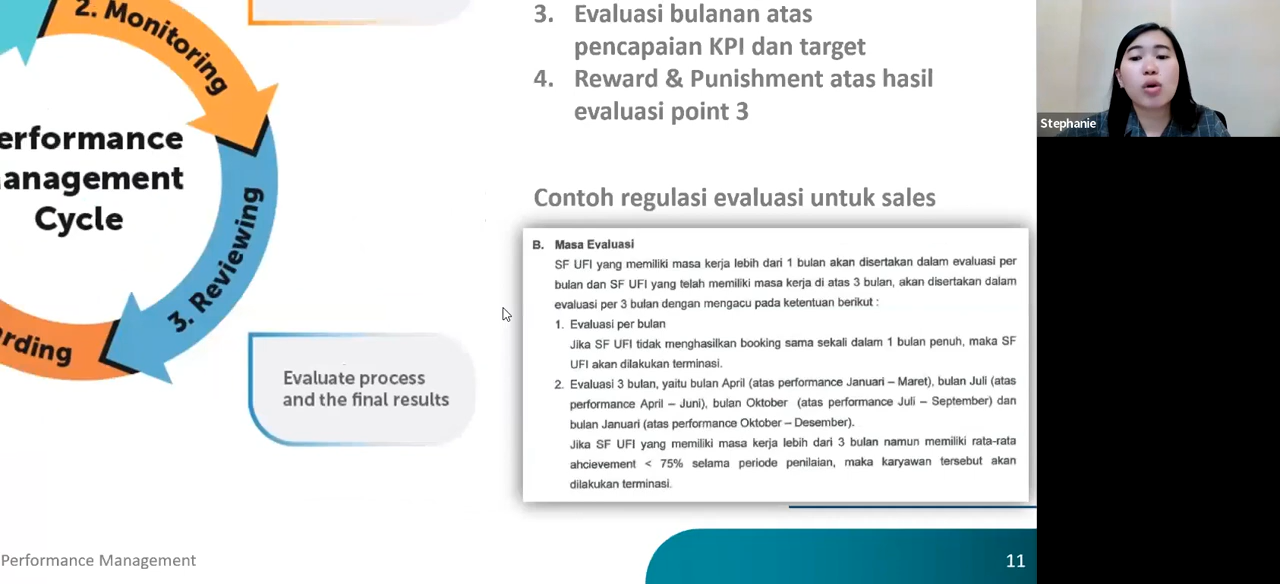 2. Monitoring
erformance
anagement
Cycle
3. Reviewing
rding
Evaluate process
and the final results
3. Evaluasi bulanan atas
pencapaian KPI dan target
4. Reward & Punishment atas hasil
evaluasi point 3
Contoh regulasi evaluasi untuk sales
B. Masa Evaluasi
SF UFI yang memiliki masa kerja lebih dari 1 bulan akan disertakan dalam evaluasi per
bulan dan SF UFI yang telah memiliki masa kerja di atas 3 bulan, akan disertakan dalam
evaluasi per 3 bulan dengan mengacu pada ketentuan berikut :
1. Evaluasi per bulan
Jika SF UFI tidak menghasilkan booking sama sekali dalam 1 bulan penuh, maka SF
UFI akan dilakukan terminasi.
2. Evaluasi 3 bulan, yaitu bulan April (atas performance Januari – Maret), bulan Juli (atas
performance April – Juni), bulan Oktober (atas performance Juli – September) dan
bulan Januari (atas performance Oktober – Desember).
Jika SF UFI yang memiliki masa kerja lebih dari 3 bulan namun memiliki rata-rata
ahcievement < 75% selama periode penilaian, maka karyawan tersebut akan
dilakukan terminasi.
Performance Management
11
Stephanie